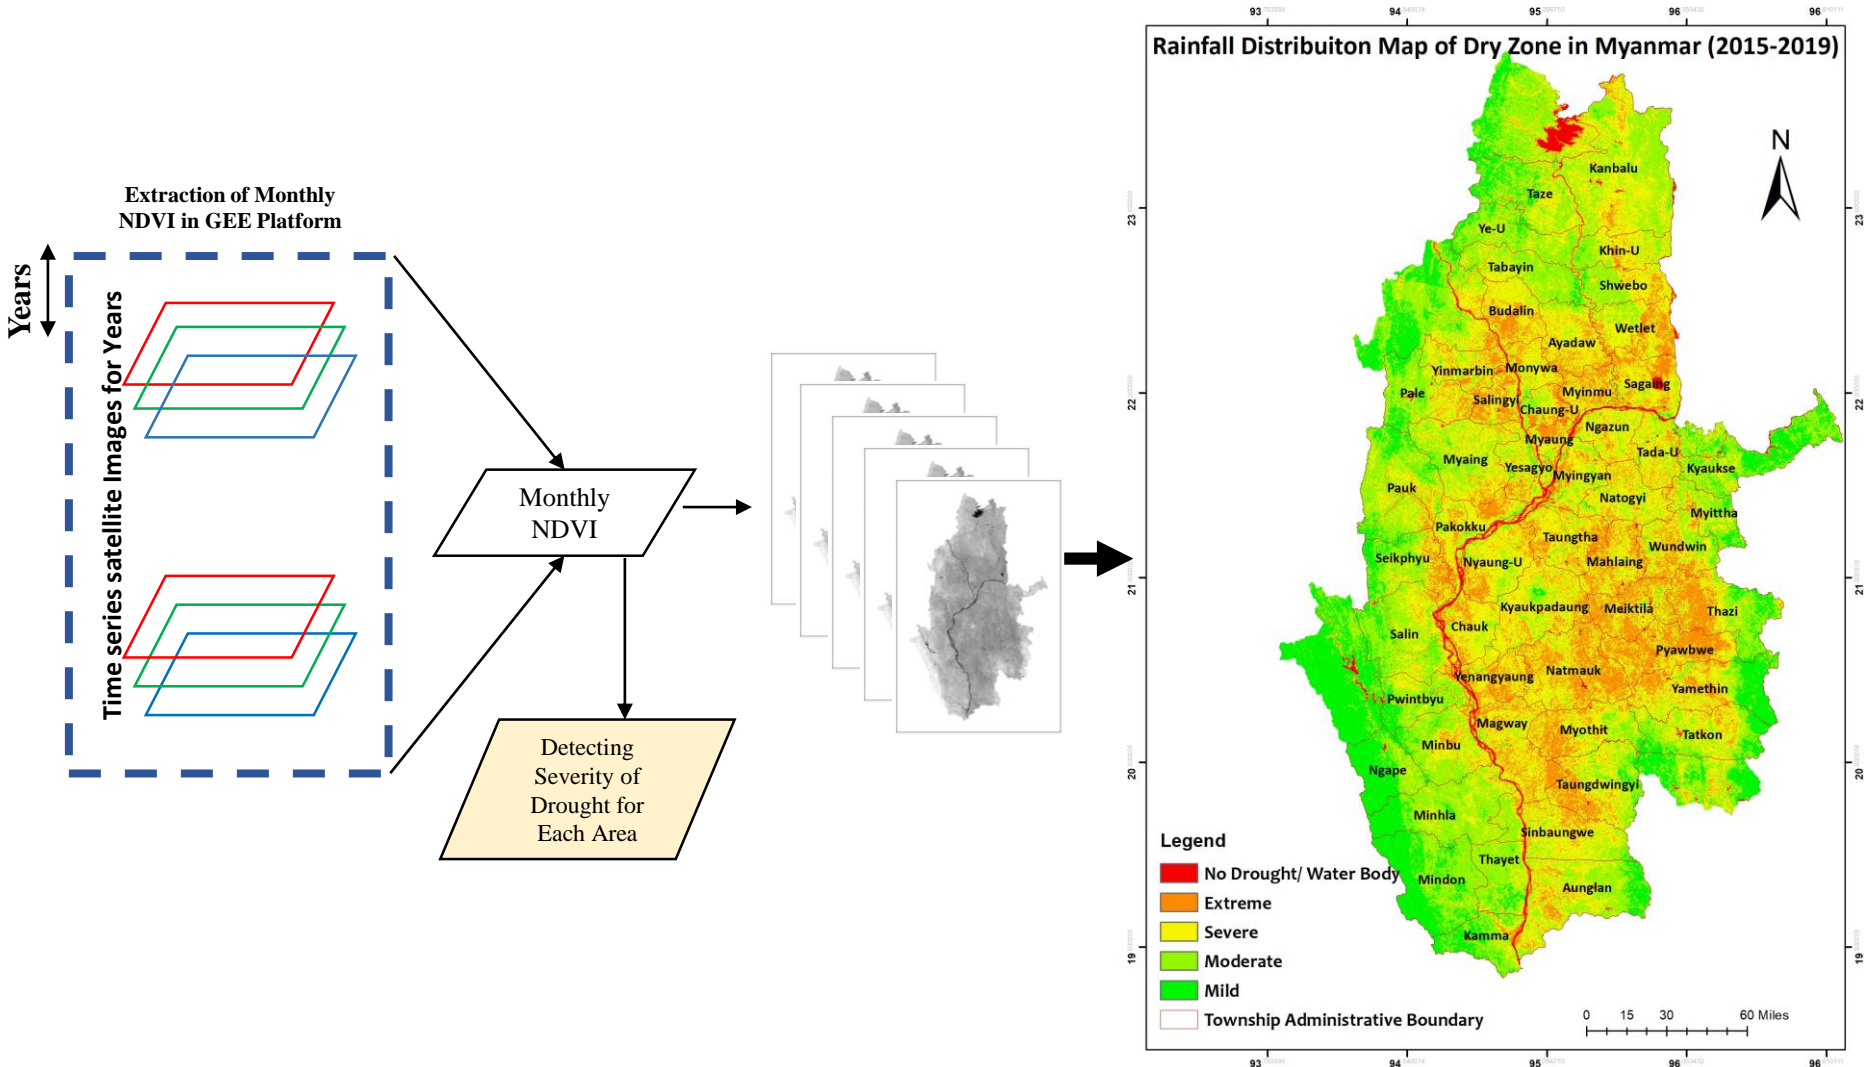 Extraction of Monthly
NDVI in GEE Platform
Years
Time series satellite Images for Years
Monthly
NDVI
Detecting
Severity of
Drought for
Each Area
93
94
95
96
96
Rainfall Distribuiton Map of Dry Zone in Myanmar (2015-2019)
N
23
22
21
20
19
23
22
21
20
19
Kanbalu
Taze
Ye-U
Khin-U
Tabayin
Shwebo
Budalin
Wetlet
Ayadaw
Yinmarbin
Monywa
Pale
Salingyi
Myinmu
Sagaing
Chaung-U
Ngazun
Myaung
Tada-U
Myaing
Yesagyo
Myingyan
Kyaukse
Pauk
Natogyi
Myittha
Pakokku
Taungtha
Wundwin
Seikphyu
Nyaung-U
Mahlaing
Kyaukpadaung
Meiktila
Thazi
Salin
Chauk
Pyawbwe
Yenangyaung
Natmauk
Yamethin
Pwintbyu
Magway
Myothit
Tatkon
Minbu
Ngape
Taungdwingyi
Minhla
Sinbaungwe
Thayet
Mindon
Aunglan
Kamma
Legend
No Drought/ Water Body
Extreme
Severe
Moderate
Mild
Township Administrative Boundary
0 15 30 60 Miles
93
94
95
96
96